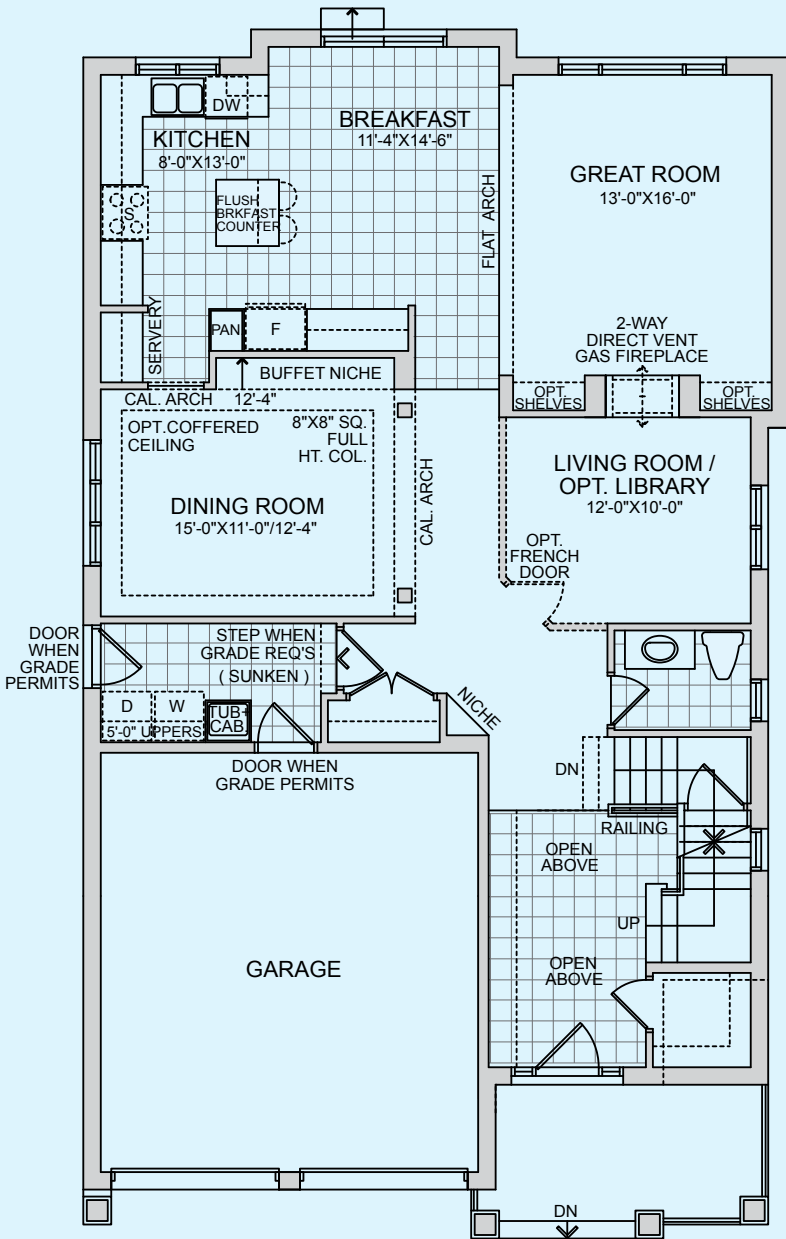 DW
KITCHEN
8'-0"X13'-0"
BREAKFAST
11'-4"X14'-6"
GREAT ROOM
13'-0"X16'-0"
S
FLUSH
BRKFAST
COUNTER
FLAT ARCH
SERVERY
PAN
F
2-WAY
DIRECT VENT
GAS FIREPLACE
BUFFET NICHE
CAL. ARCH
12'-4"
OPT.
SHELVES
OPT.
SHELVES
OPT.COFFERED
CEILING
8"X8" SQ.
FULL
HT. COL.
CAL. ARCH
LIVING ROOM /
OPT. LIBRARY
12'-0"X10'-0"
DINING ROOM
15'-0"X11'-0"/12'-4"
OPT.
FRENCH
DOOR
DOOR
WHEN
GRADE
PERMITS
STEP WHEN
GRADE REQ'S
( SUNKEN )
D
W
TUB+
CAB.
5'-0" UPPERS
NICHE
DOOR WHEN
GRADE PERMITS
DN
RAILING
OPEN
ABOVE
UP
OPEN
ABOVE
GARAGE
DN